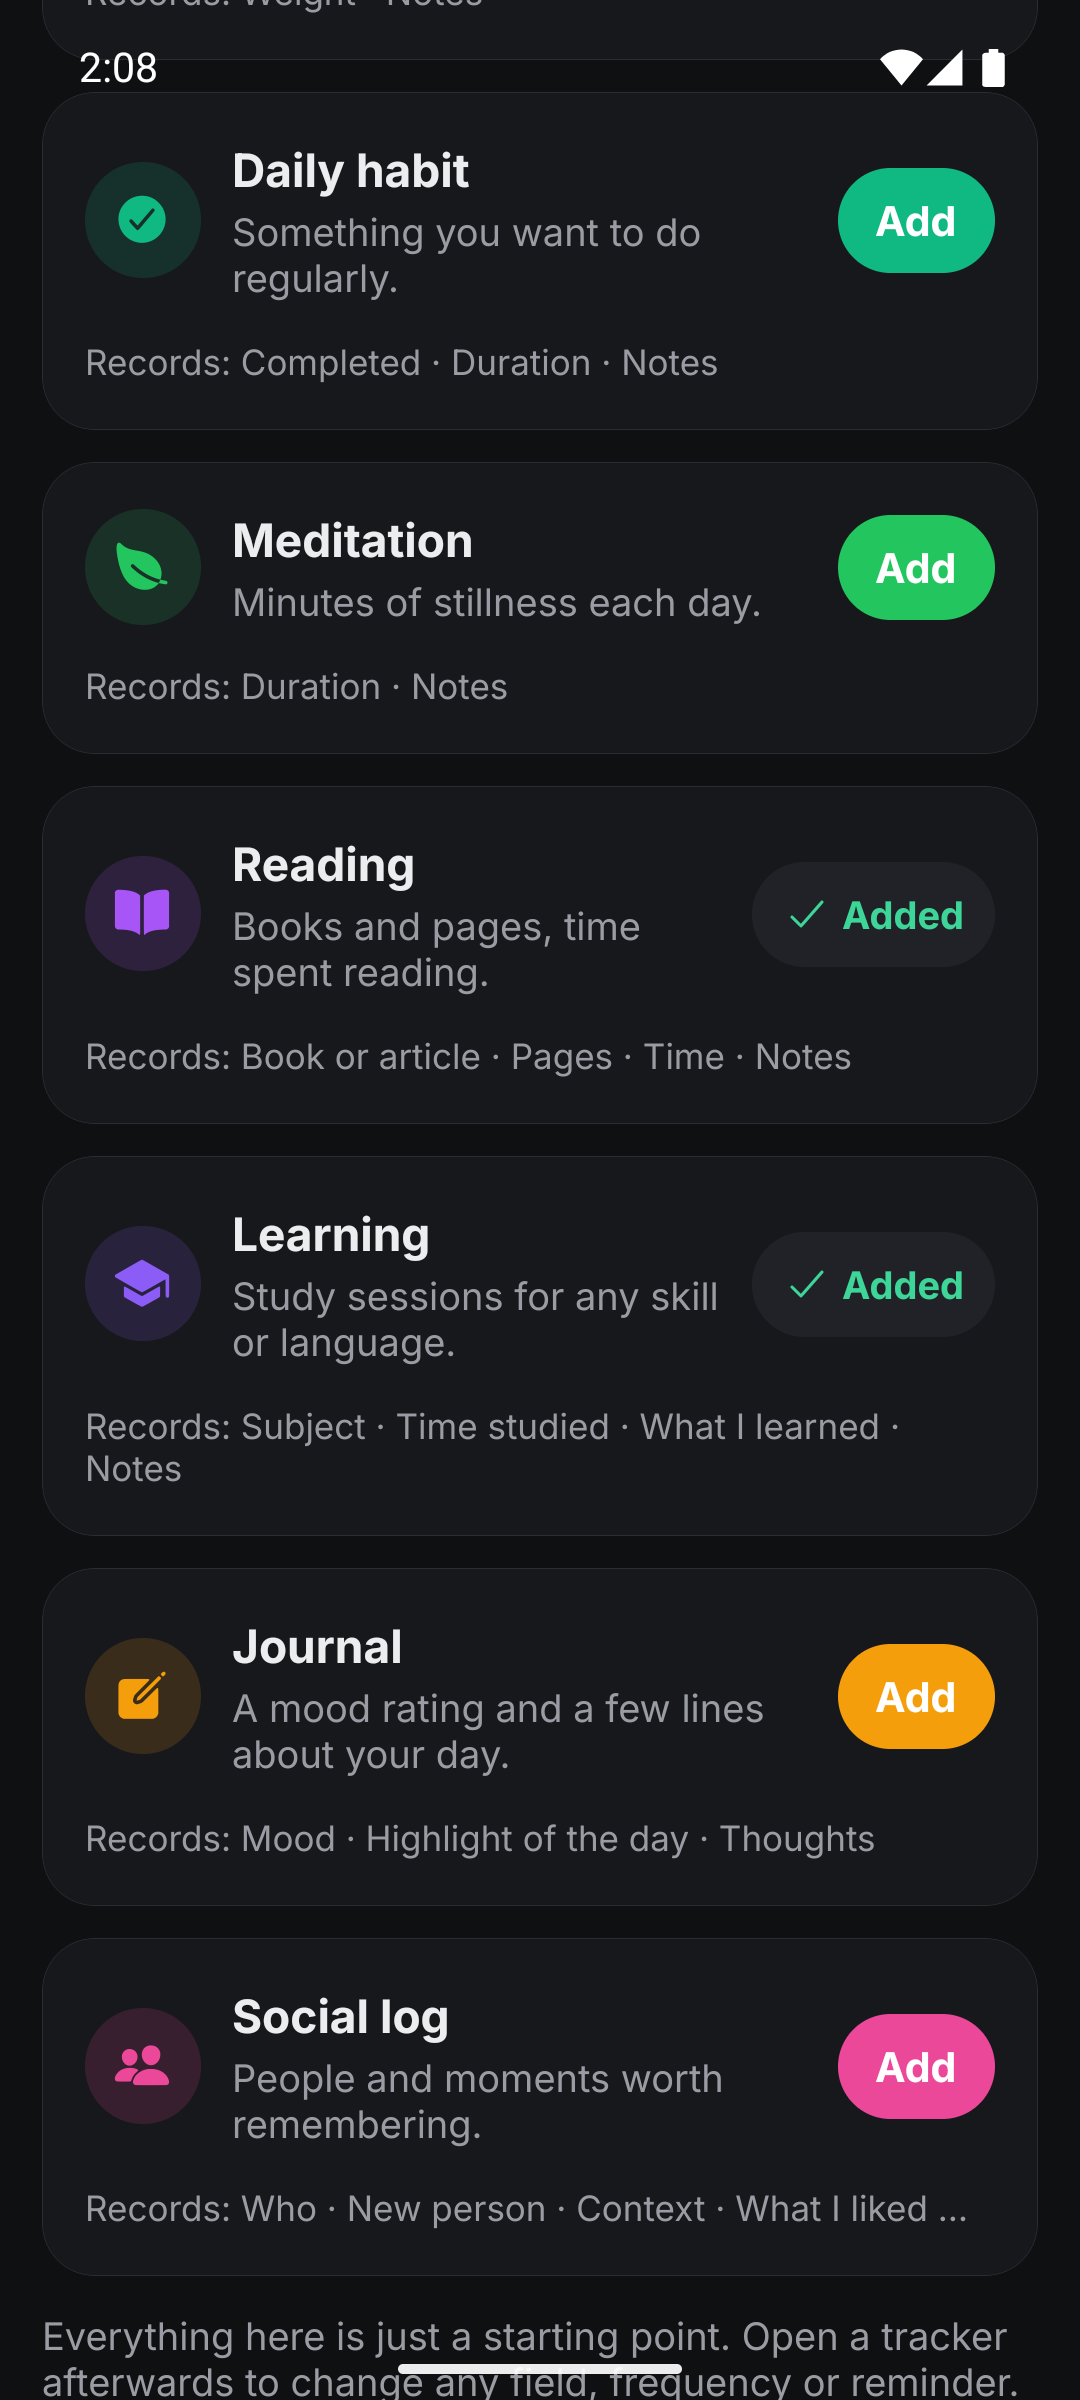 Records: Weight · Notes
2:08
Daily habit
Something you want to do
regularly.
Add
Records: Completed · Duration · Notes
Meditation
Minutes of stillness each day.
Add
Records: Duration · Notes
Reading
Books and pages, time
spent reading.
Added
Records: Book or article · Pages · Time · Notes
Learning
Study sessions for any skill
or language.
Added
Records: Subject · Time studied · What I learned ·
Notes
Journal
A mood rating and a few lines
about your day.
Add
Records: Mood · Highlight of the day · Thoughts
Social log
People and moments worth
remembering.
Add
Records: Who · New person · Context · What I liked ...
Everything here is just a starting point. Open a tracker
afterwards to change any field, frequency or reminder.